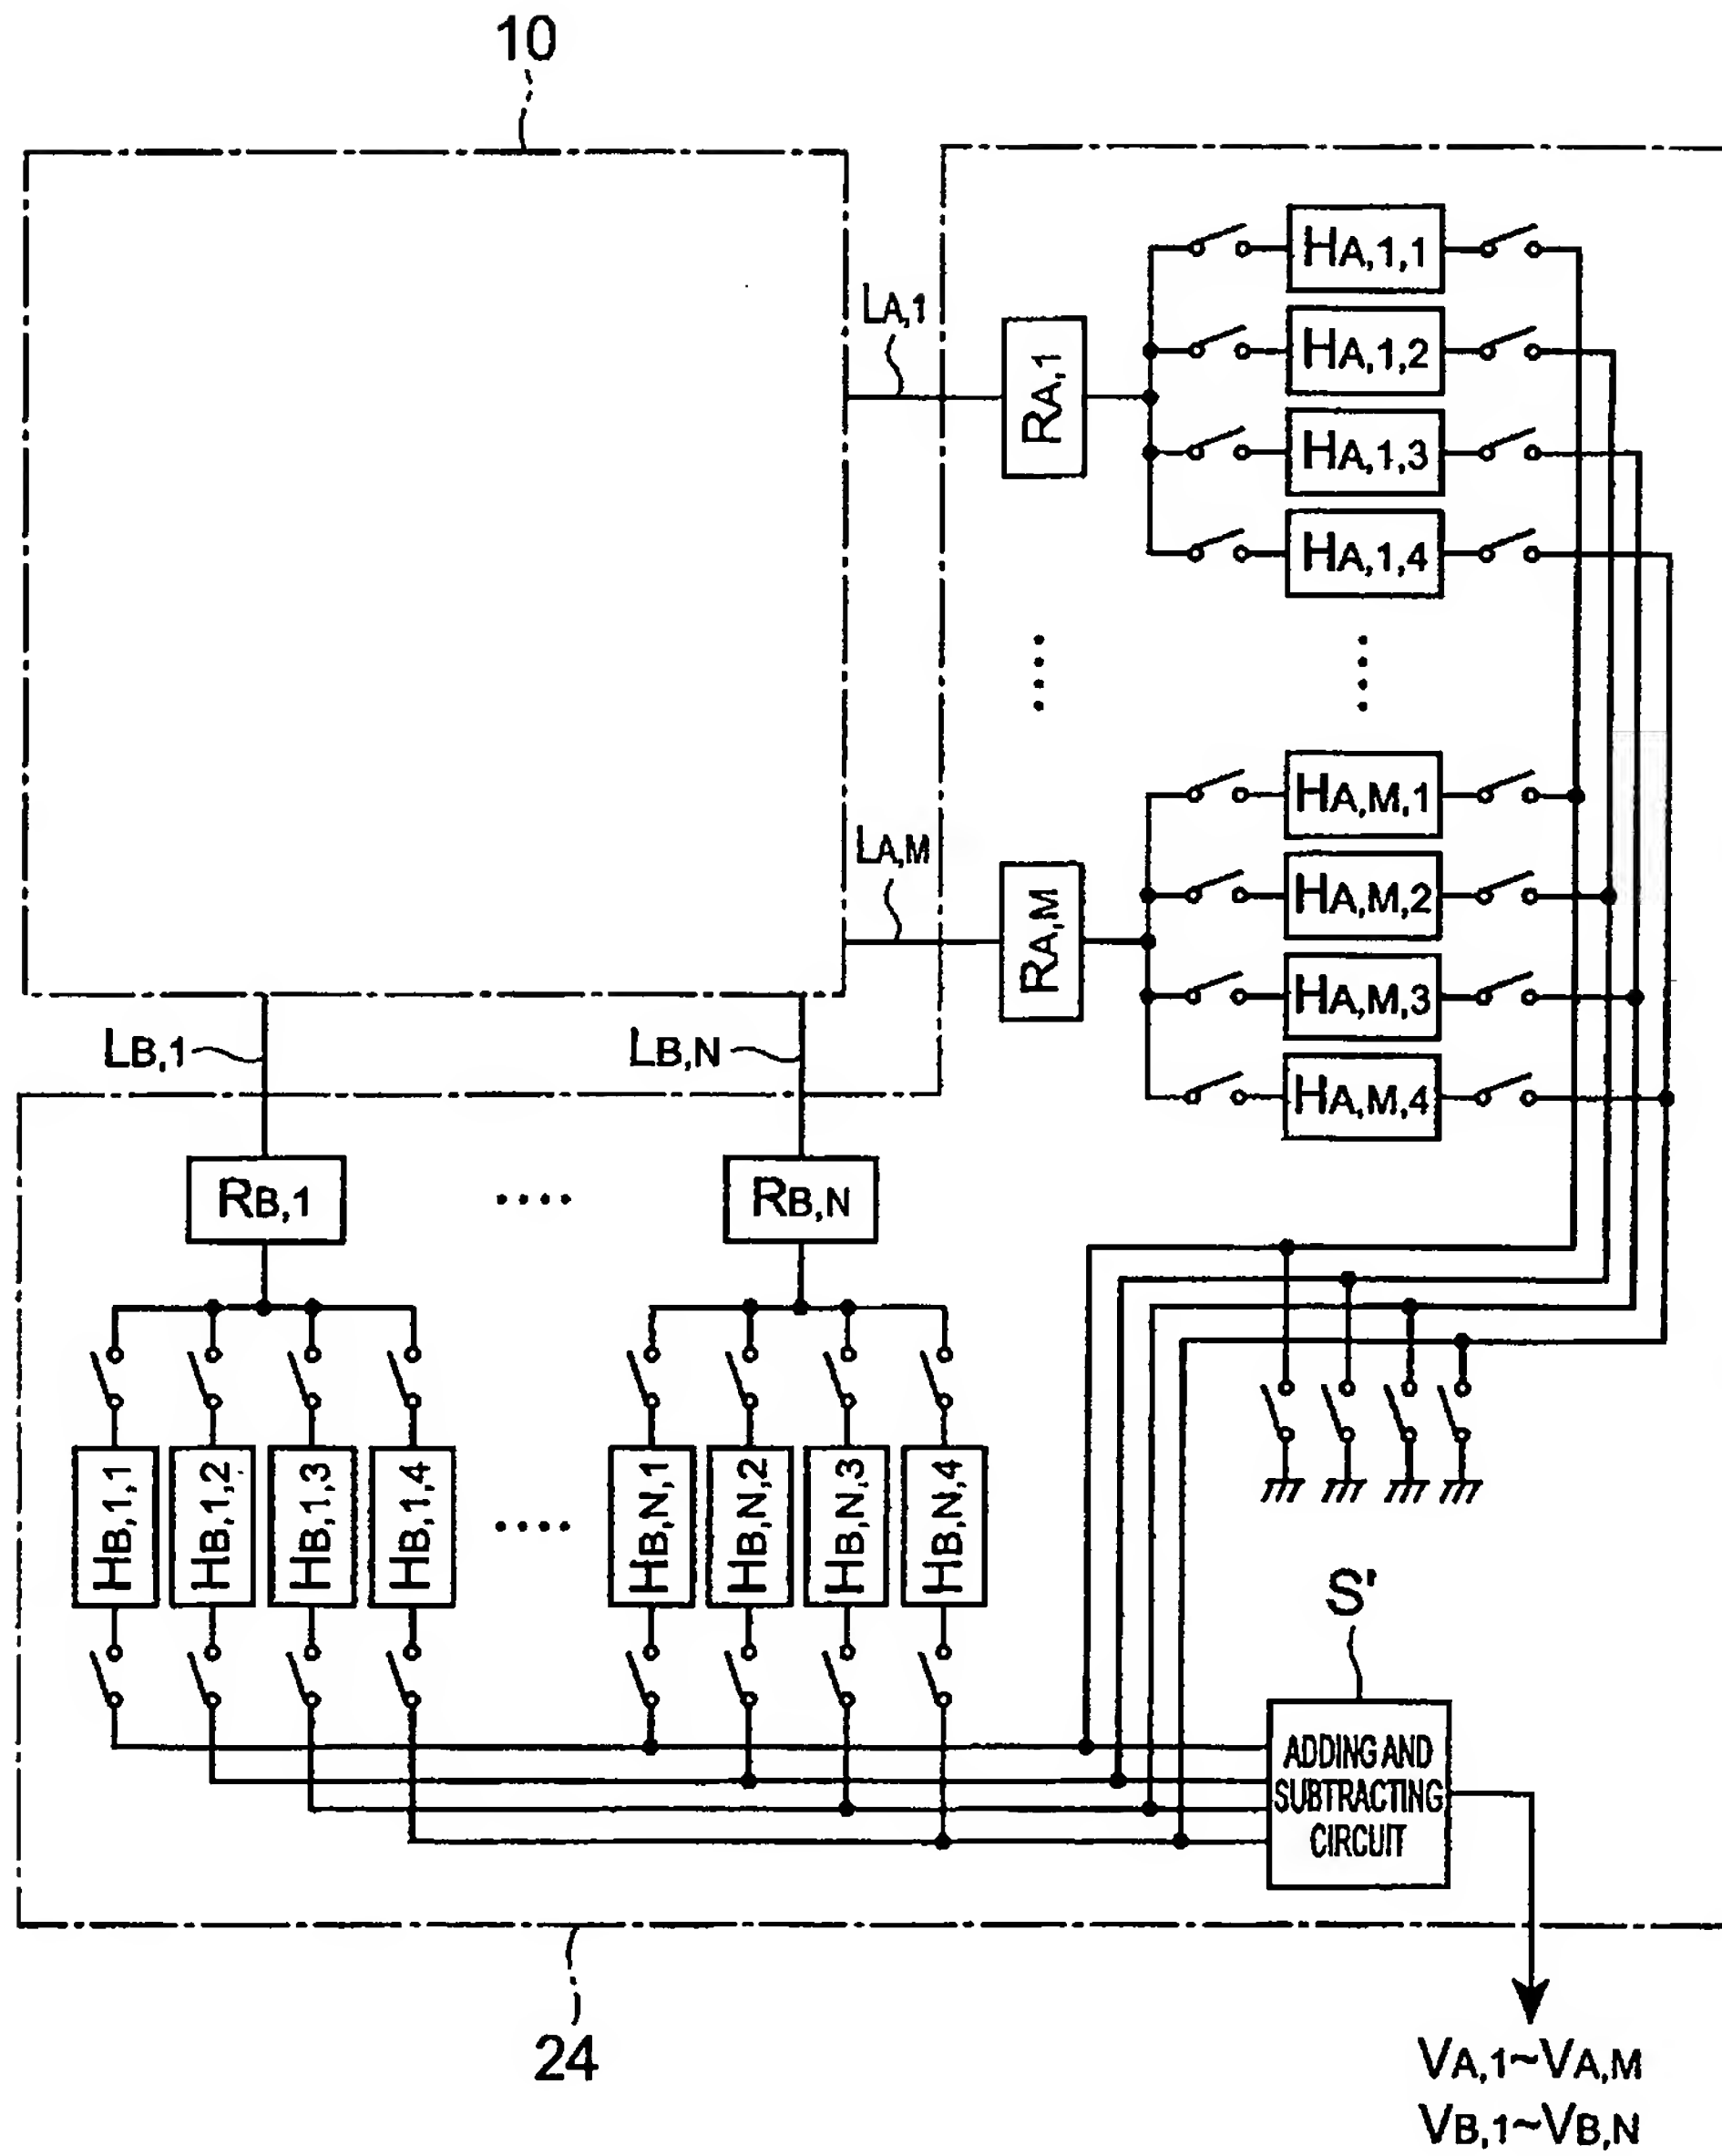 10
HA,1,1
LA,1
RA,1
HA,1,2
HA,1,3
HA,1,4
HA,M,1
LA,M
RA,M
HA,M,2
HA,M,3
HA,M,4
LB,1
LB,N
RB,1
RB,N
HB,1,1
HB,1,2
HB,1,3
HB,1,4
HB,N,1
HB,N,2
HB,N,3
HB,N,4
S'
ADDING AND
SUBTRACTING
CIRCUIT
24
VA,1~VA,M
VB,1~VB,N